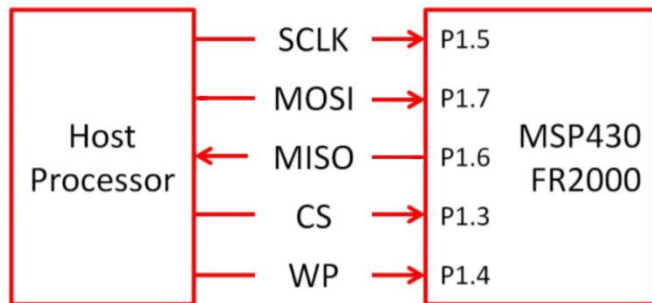 SCLK
P1.5
MOSI
P1.7
Host
Processor
MISO
P1.6
MSP430
FR2000
CS
P1.3
WP
P1.4